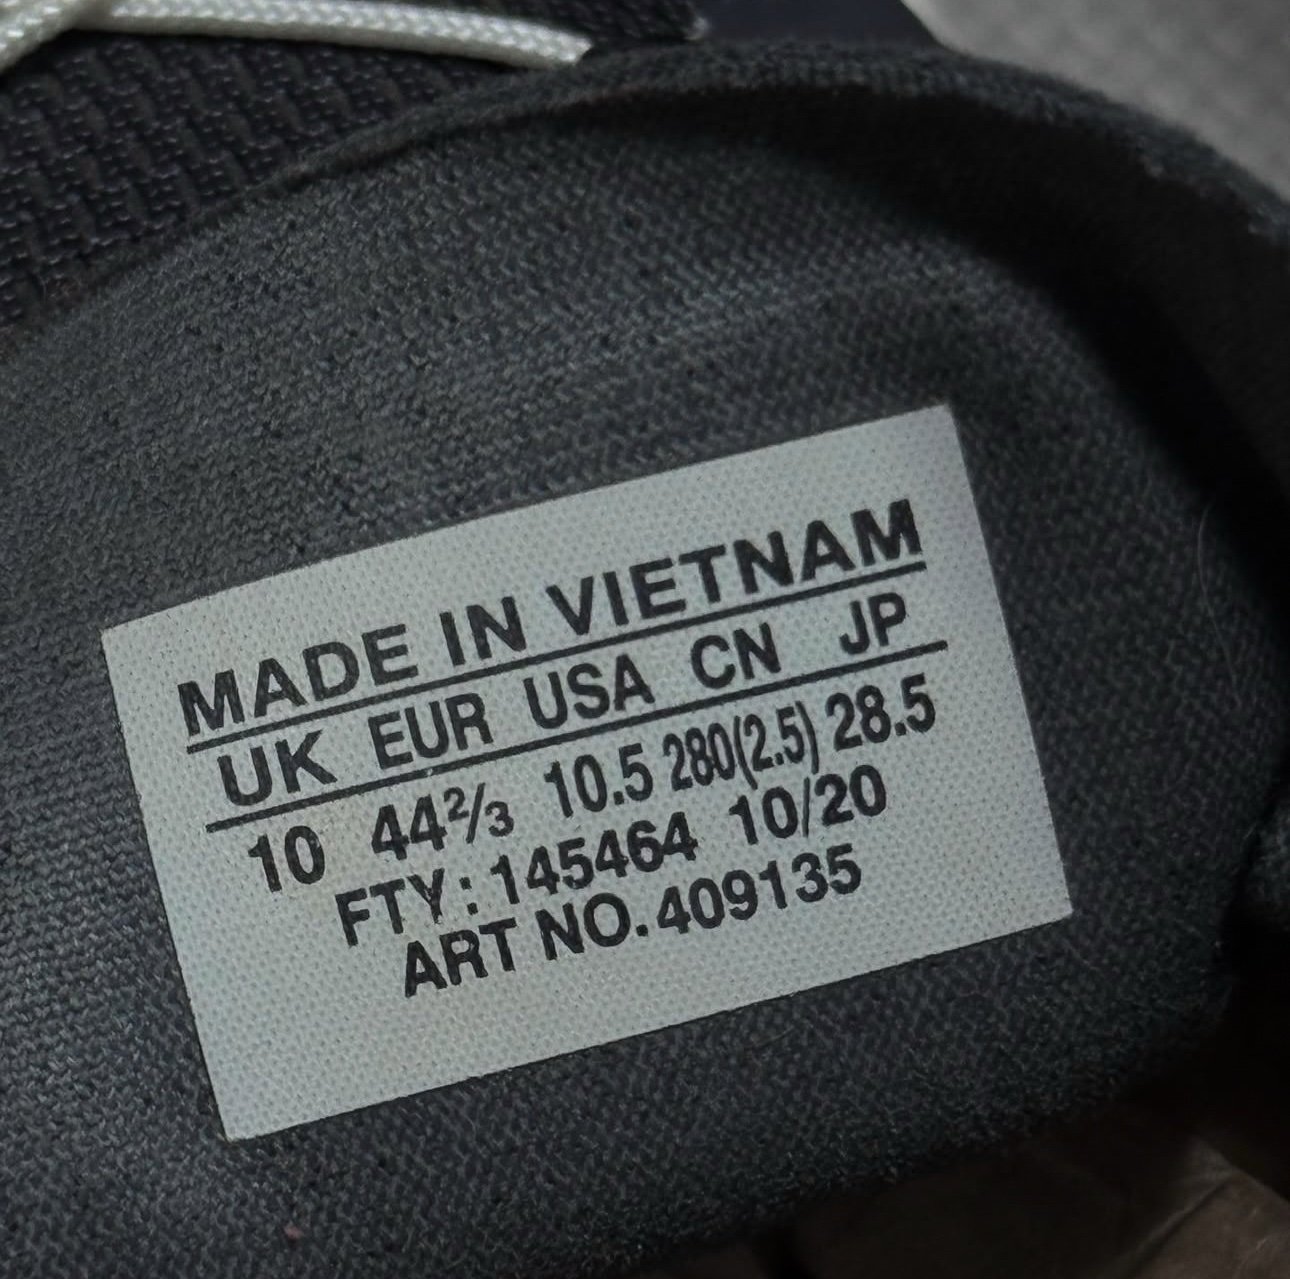 MADE IN VIETNAM
UK EUR USA CN JP
10 44⅔ 10.5 280(2.5) 28.5
FTY: 145464 10/20
ART NO. 409135